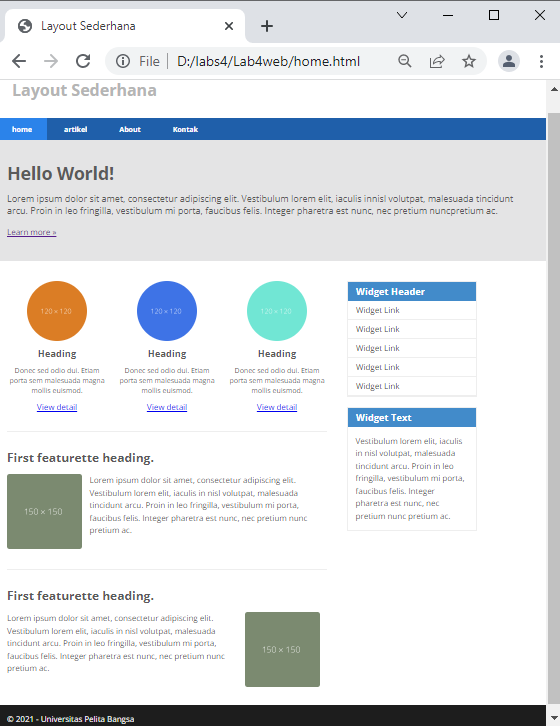 Layout Sederhana
File
D:/labs4/Lab4web/home.html
Layout Sederhana
home artikel About Kontak
Hello World!
Lorem ipsum dolor sit amet, consectetur adipiscing elit. Vestibulum lorem elit, iaculis innisl volutpat, malesuada tincidunt
arcu. Proin in leo fringilla, vestibulum mi porta, faucibus felis. Integer pharetra est nunc, nec pretium nuncpretium ac.
Learn more »
120 × 120
Heading
Donec sed odio dui. Etiam
porta sem malesuada magna
mollis euismod.
View detail
120 × 120
Heading
Donec sed odio dui. Etiam
porta sem malesuada magna
mollis euismod.
View detail
120 × 120
Heading
Donec sed odio dui. Etiam
porta sem malesuada magna
mollis euismod.
View detail
First featurette heading.
150 × 150
Lorem ipsum dolor sit amet, consectetur adipiscing elit.
Vestibulum lorem elit, iaculis in nisl volutpat, malesuada
tincidunt arcu. Proin in leo fringilla, vestibulum mi porta,
faucibus felis. Integer pharetra est nunc, nec pretium nunc
pretium ac.
First featurette heading.
Lorem ipsum dolor sit amet, consectetur adipiscing elit.
Vestibulum lorem elit, iaculis in nisl volutpat, malesuada
tincidunt arcu. Proin in leo fringilla, vestibulum mi porta,
faucibus felis. Integer pharetra est nunc, nec pretium nunc
pretium ac.
150 × 150
Widget Header
Widget Link
Widget Link
Widget Link
Widget Link
Widget Link
Widget Text
Vestibulum lorem elit, iaculis
in nisl volutpat, malesuada
tincidunt arcu. Proin in leo
fringilla, vestibulum mi porta,
faucibus felis. Integer
pharetra est nunc, nec
pretium nunc pretium ac.
© 2021 - Universitas Pelita Bangsa